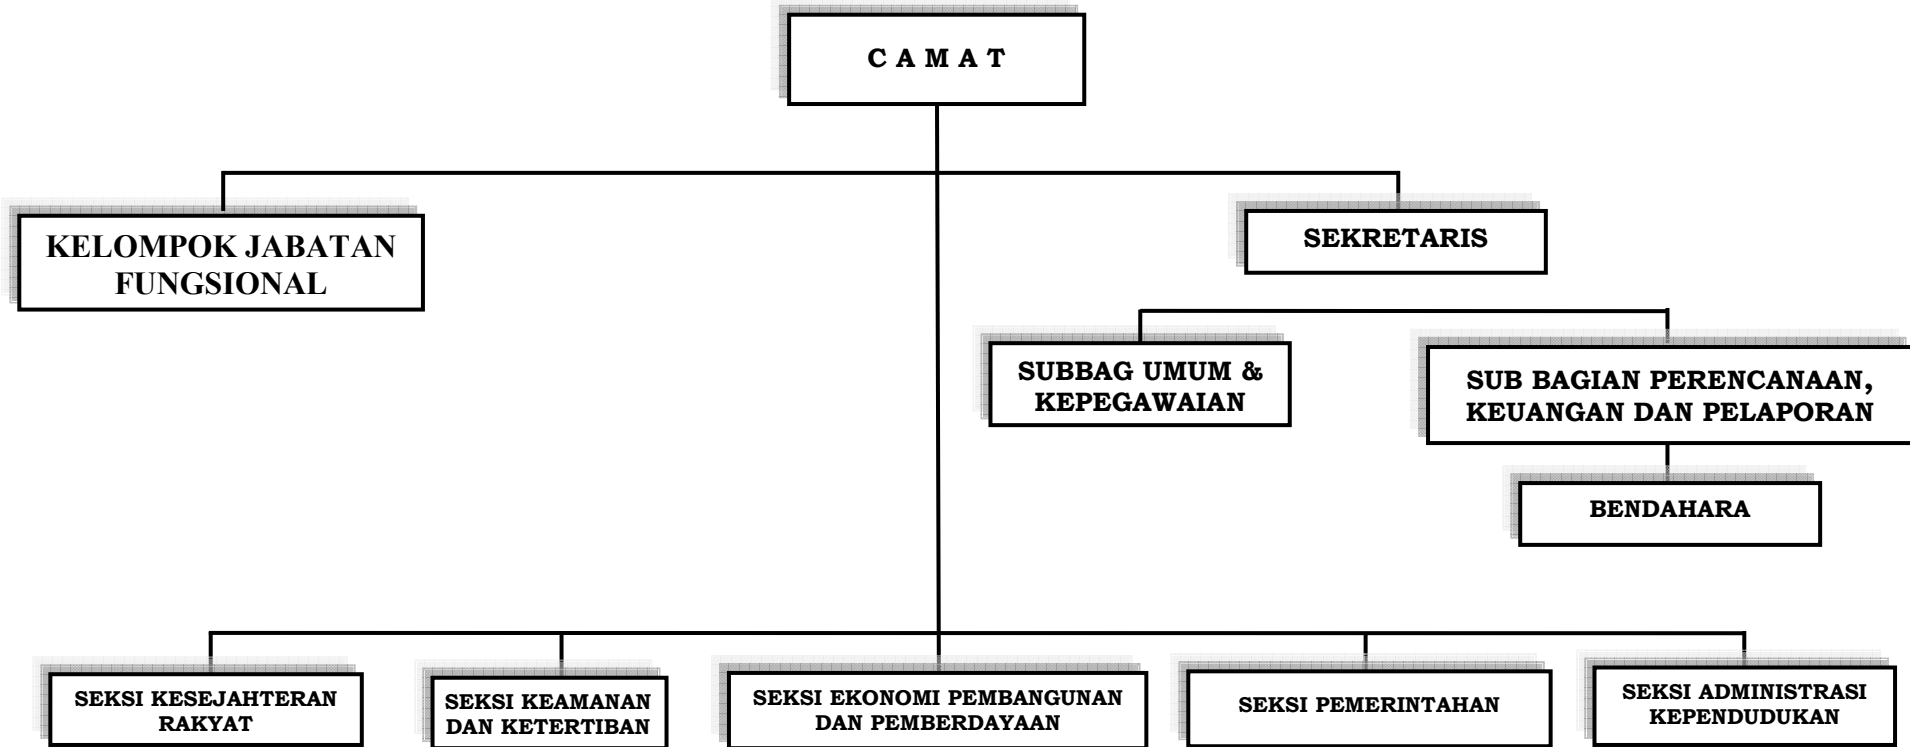 C A M A T
KELOMPOK JABATAN
FUNGSIONAL
SEKRETARIS
SUBBAG UMUM &
KEPEGAWAIAN
SUB BAGIAN PERENCANAAN,
KEUANGAN DAN PELAPORAN
BENDAHARA
SEKSI KESEJAHTERAN
RAKYAT
SEKSI KEAMANAN
DAN KETERTIBAN
SEKSI EKONOMI PEMBANGUNAN
DAN PEMBERDAYAAN
SEKSI PEMERINTAHAN
SEKSI ADMINISTRASI
KEPENDUDUKAN